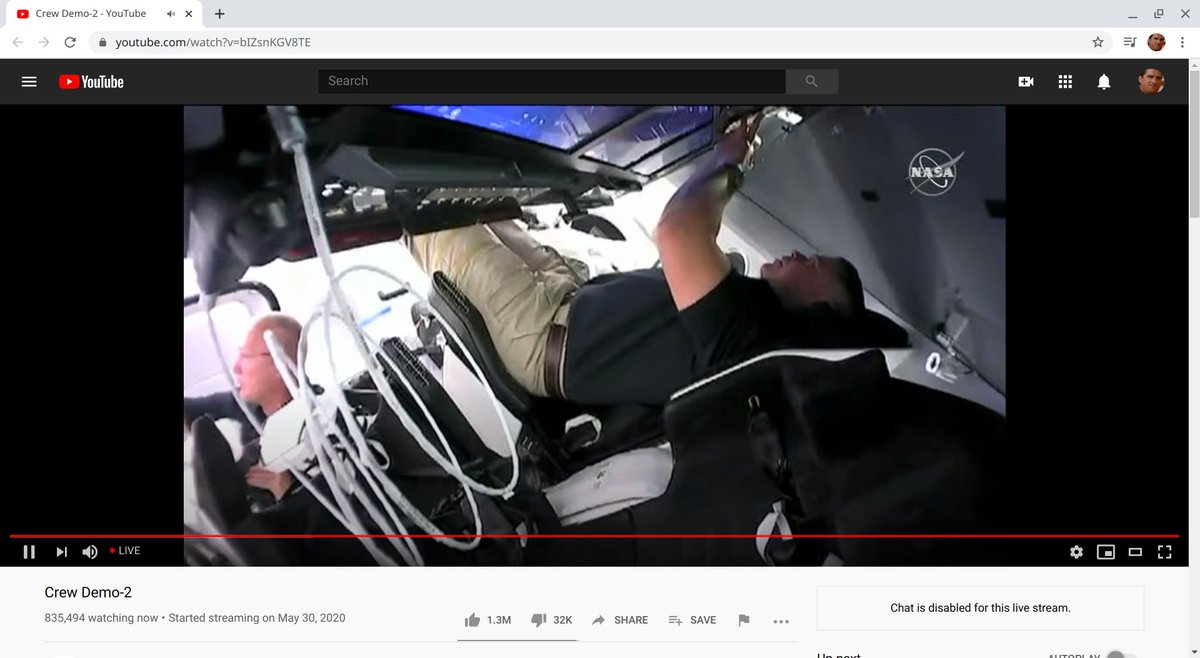 Crew Demo-2 - YouTube
youtube.com/watch?v=bIZsnKGV8TE
YouTube
Search
NASA
LIVE
Crew Demo-2
835,494 watching now • Started streaming on May 30, 2020
1.3M
32K
SHARE
SAVE
Chat is disabled for this live stream.
Up next
AUTOPLAY